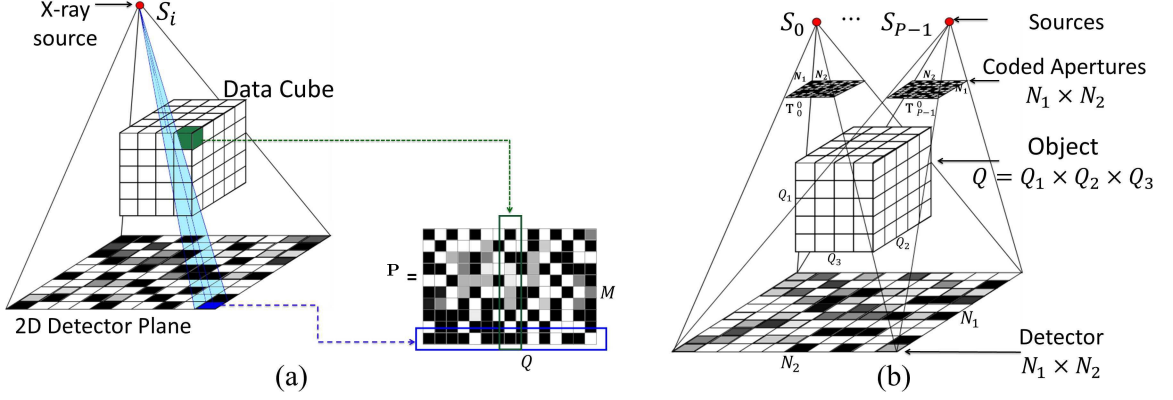 X-ray
source
S_i
Data Cube
2D Detector Plane
P =
M
Q
(a)
S_0 ... S_{P-1}
Sources
N_1 N_2
N_2
N_1
Coded Apertures
N_1 × N_2
T_0^0
T_{P-1}^0
Object
Q = Q_1 × Q_2 × Q_3
Q_1
Q_2
Q_3
N_1
N_2
Detector
N_1 × N_2
(b)